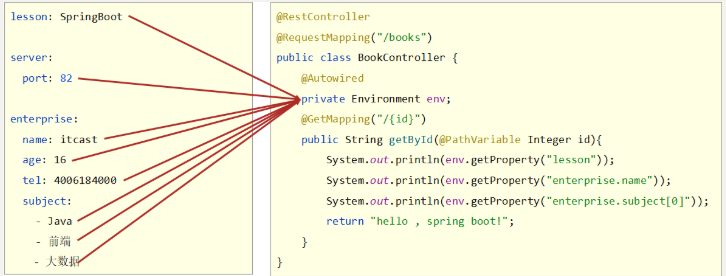 lesson: SpringBoot
server:
port: 82
enterprise:
name: itcast
age: 16
tel: 4006184000
subject:
- Java
- 前端
- 大数据
@RestController
@RequestMapping("/books")
public class BookController {
@Autowired
private Environment env;
@GetMapping("/{id}")
public String getById(@PathVariable Integer id){
System.out.println(env.getProperty("lesson"));
System.out.println(env.getProperty("enterprise.name"));
System.out.println(env.getProperty("enterprise.subject[0]"));
return "hello , spring boot!";
}
}